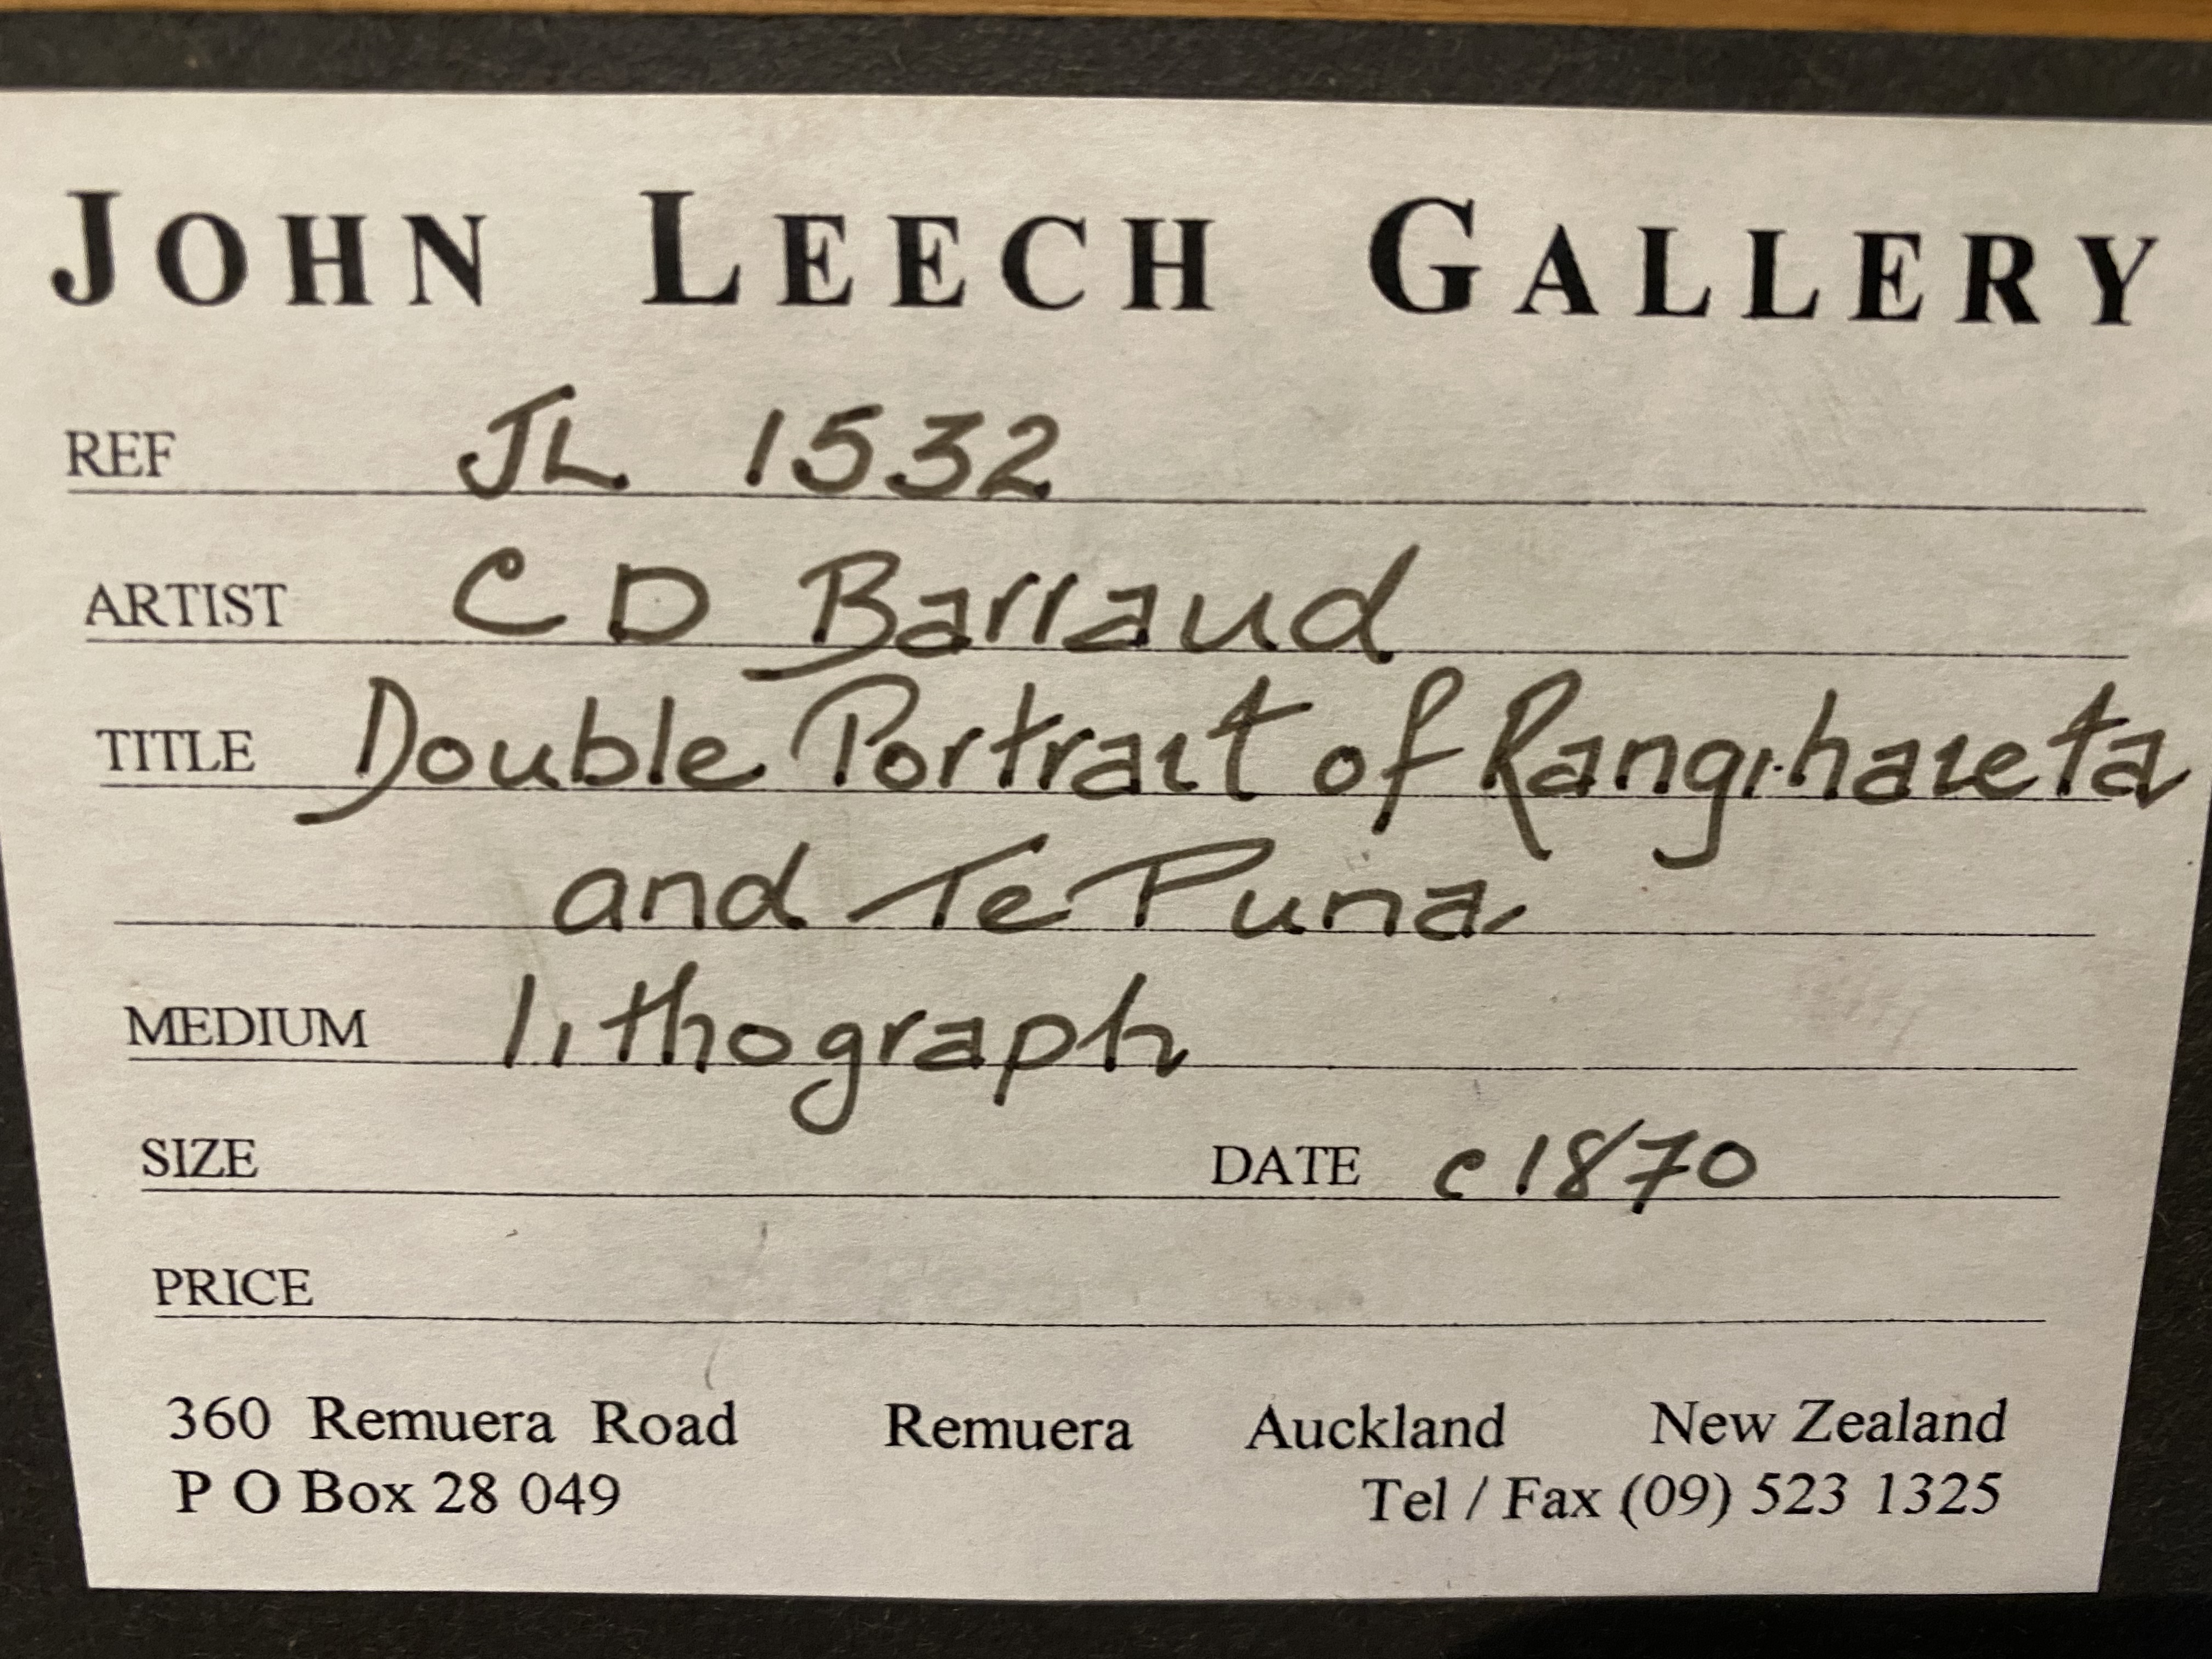 JOHN LEECH GALLERY
REF JL 1532
ARTIST C D Barraud
TITLE Double Portrait of Rangihaeeta
and Te Puna
MEDIUM lithograph
SIZE DATE c1870
PRICE
360 Remuera Road Remuera Auckland New Zealand
P O Box 28 049 Tel / Fax (09) 523 1325